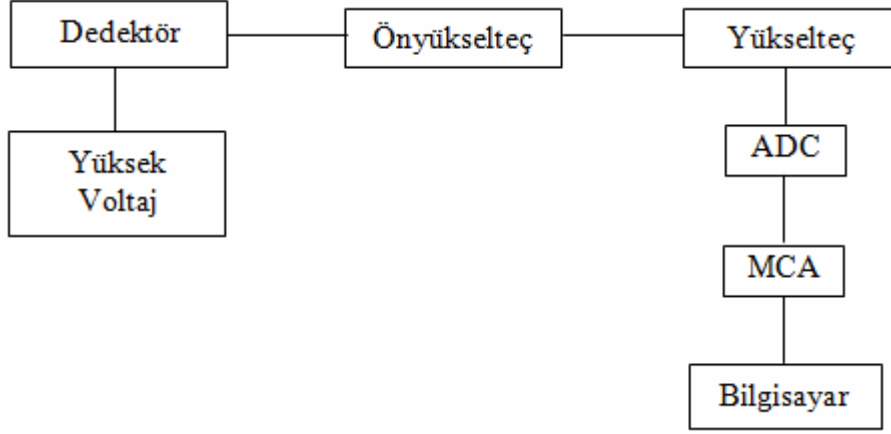 Dedektör
Önyükselteç
Yükselteç
Yüksek
Voltaj
ADC
MCA
Bilgisayar